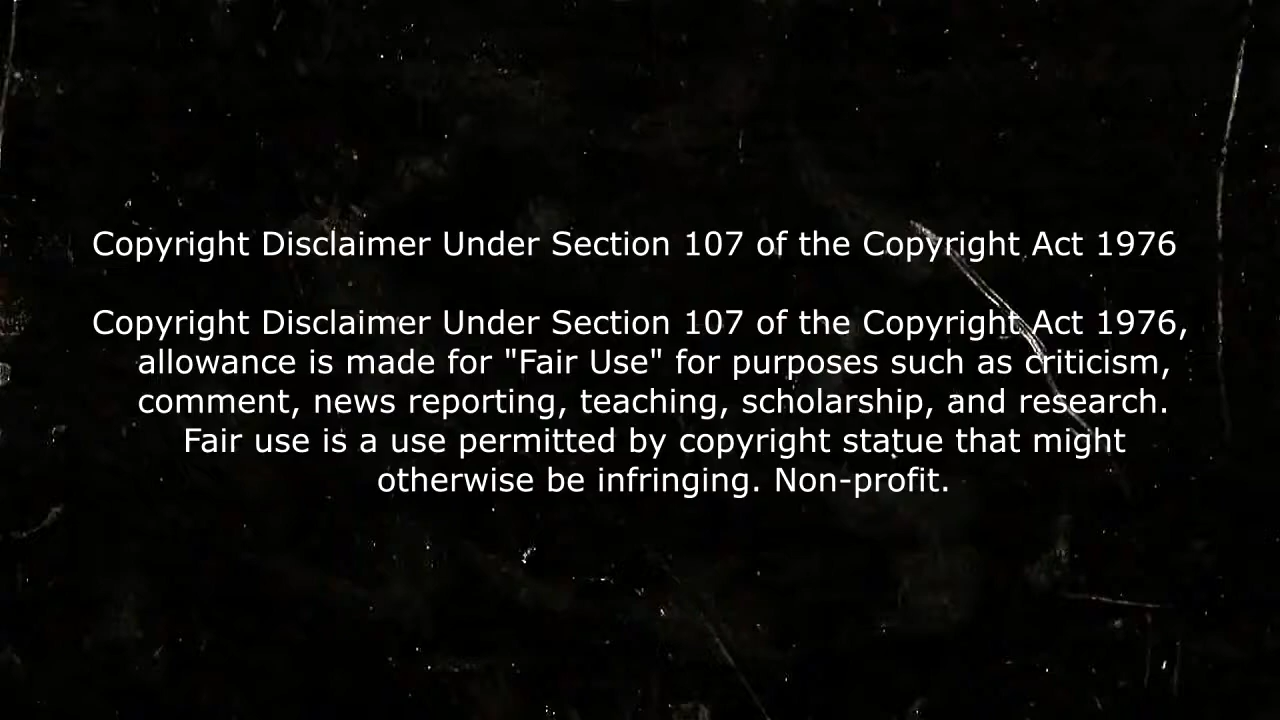 Copyright Disclaimer Under Section 107 of the Copyright Act 1976
Copyright Disclaimer Under Section 107 of the Copyright Act 1976,
allowance is made for "Fair Use" for purposes such as criticism,
comment, news reporting, teaching, scholarship, and research.
Fair use is a use permitted by copyright statue that might
otherwise be infringing. Non-profit.